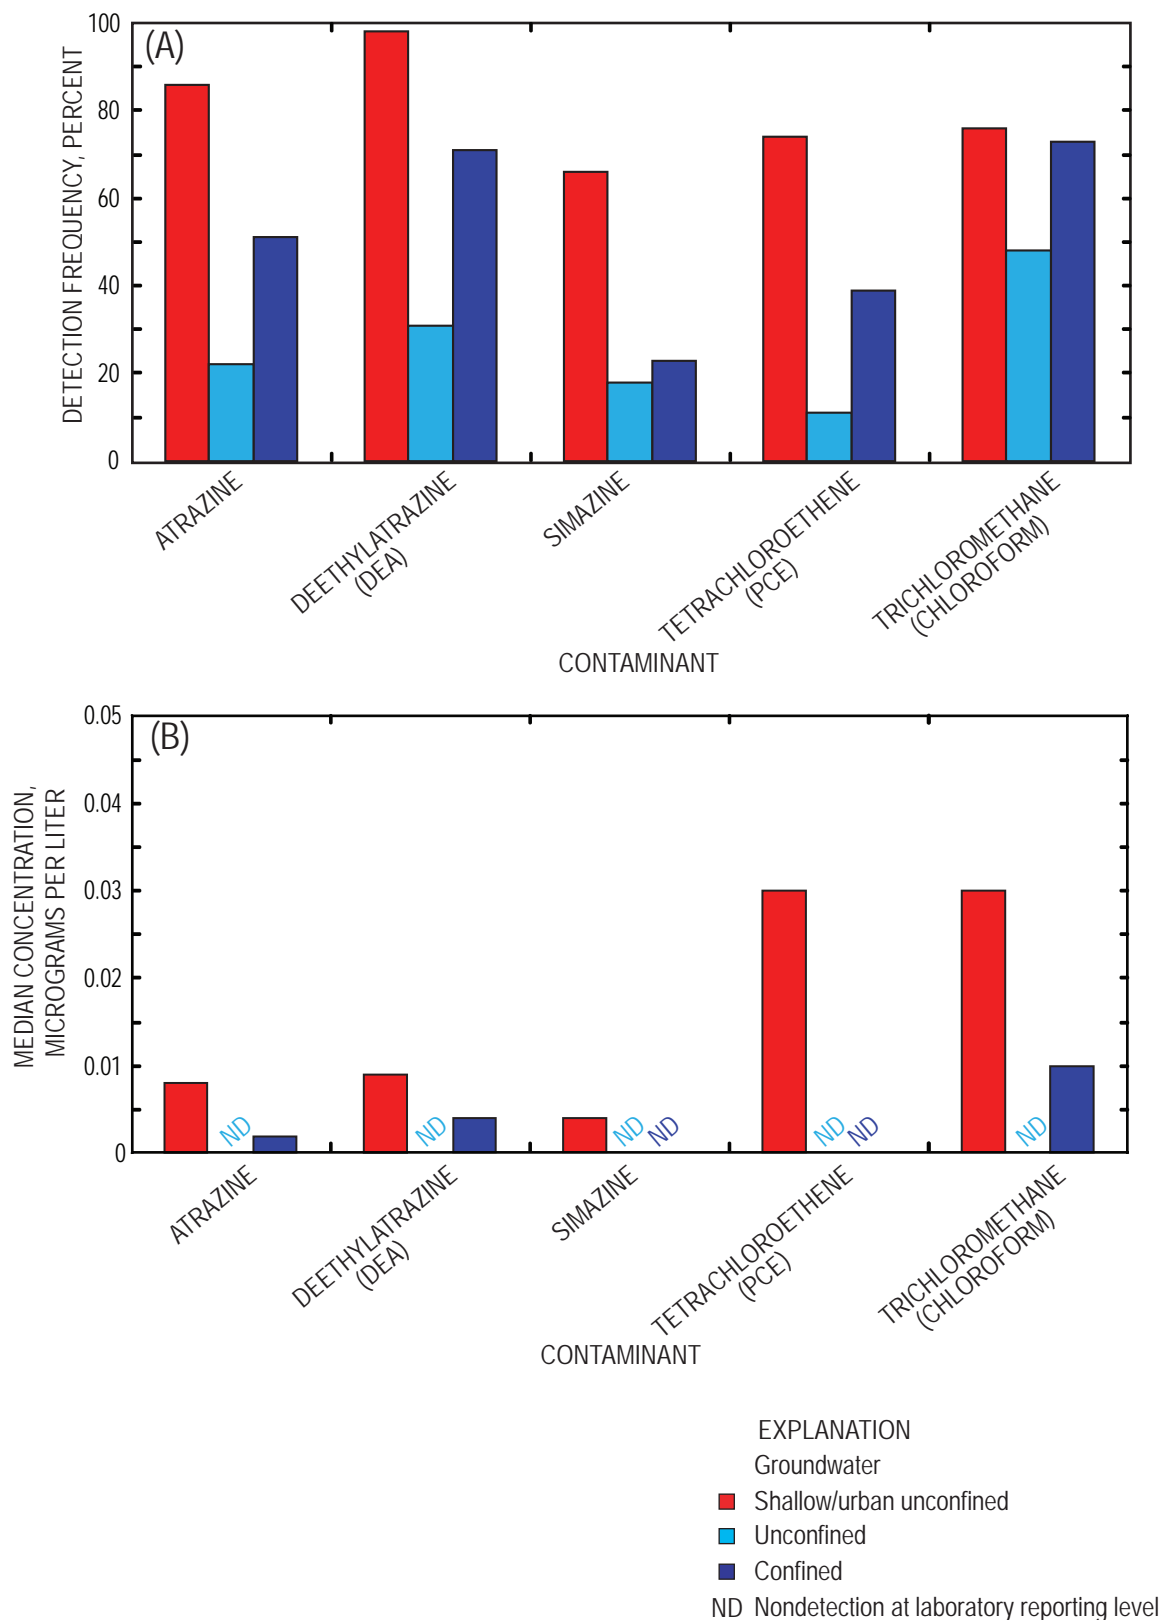 (A)
DETECTION FREQUENCY, PERCENT
100
80
60
40
20
0
ATRAZINE
DEETHYLATRAZINE
(DEA)
SIMAZINE
TETRACHLOROETHENE
(PCE)
TRICHLOROMETHANE
(CHLOROFORM)
CONTAMINANT
(B)
MEDIAN CONCENTRATION,
MICROGRAMS PER LITER
0.05
0.04
0.03
0.02
0.01
0
ND
ND
ND
ND
ND
ND
ND
ATRAZINE
DEETHYLATRAZINE
(DEA)
SIMAZINE
TETRACHLOROETHENE
(PCE)
TRICHLOROMETHANE
(CHLOROFORM)
CONTAMINANT
EXPLANATION
Groundwater
Shallow/urban unconfined
Unconfined
Confined
ND Nondetection at laboratory reporting level